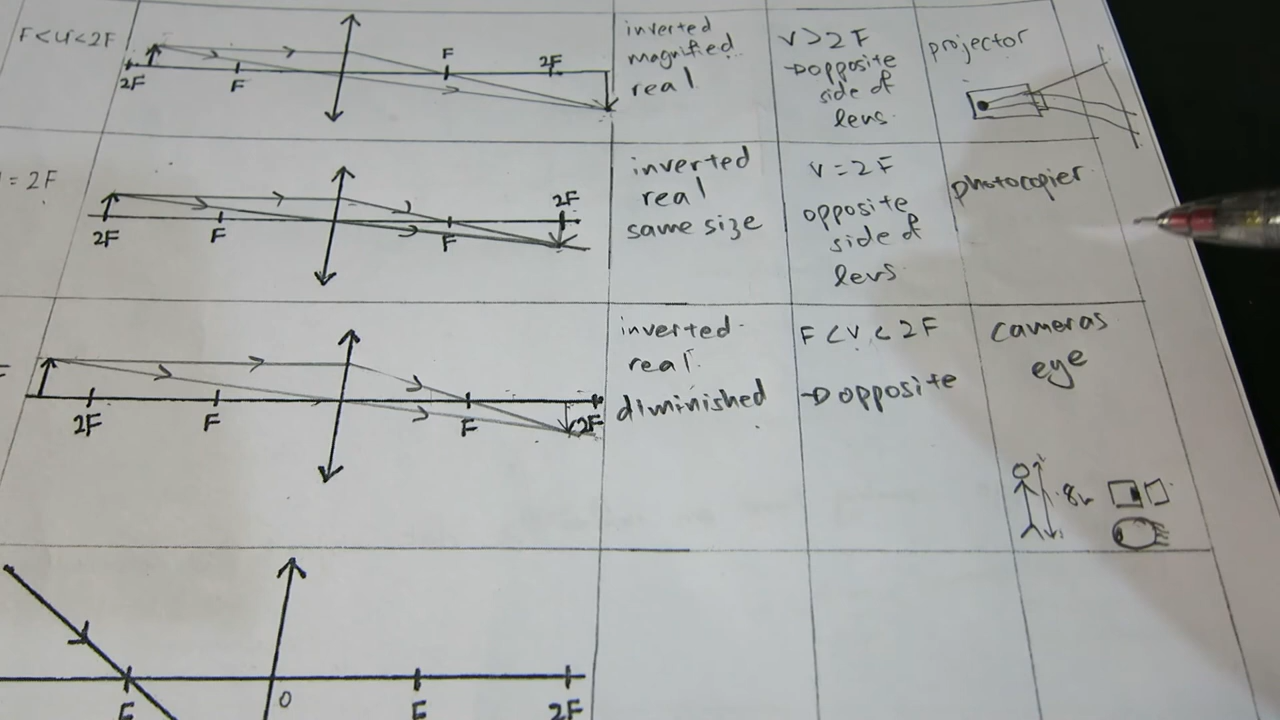 F<u<2F
2F
F
F
2F
inverted
magnified
real
v>2F
→opposite
side of
lens
projector
= 2F
2F
F
F
2F
inverted
real
same size
v=2F
opposite
side of
lens
photocopier
2F
F
F
2F
inverted
real
diminished
F<v<2F
→opposite
cameras
eye
F
O
F
2F